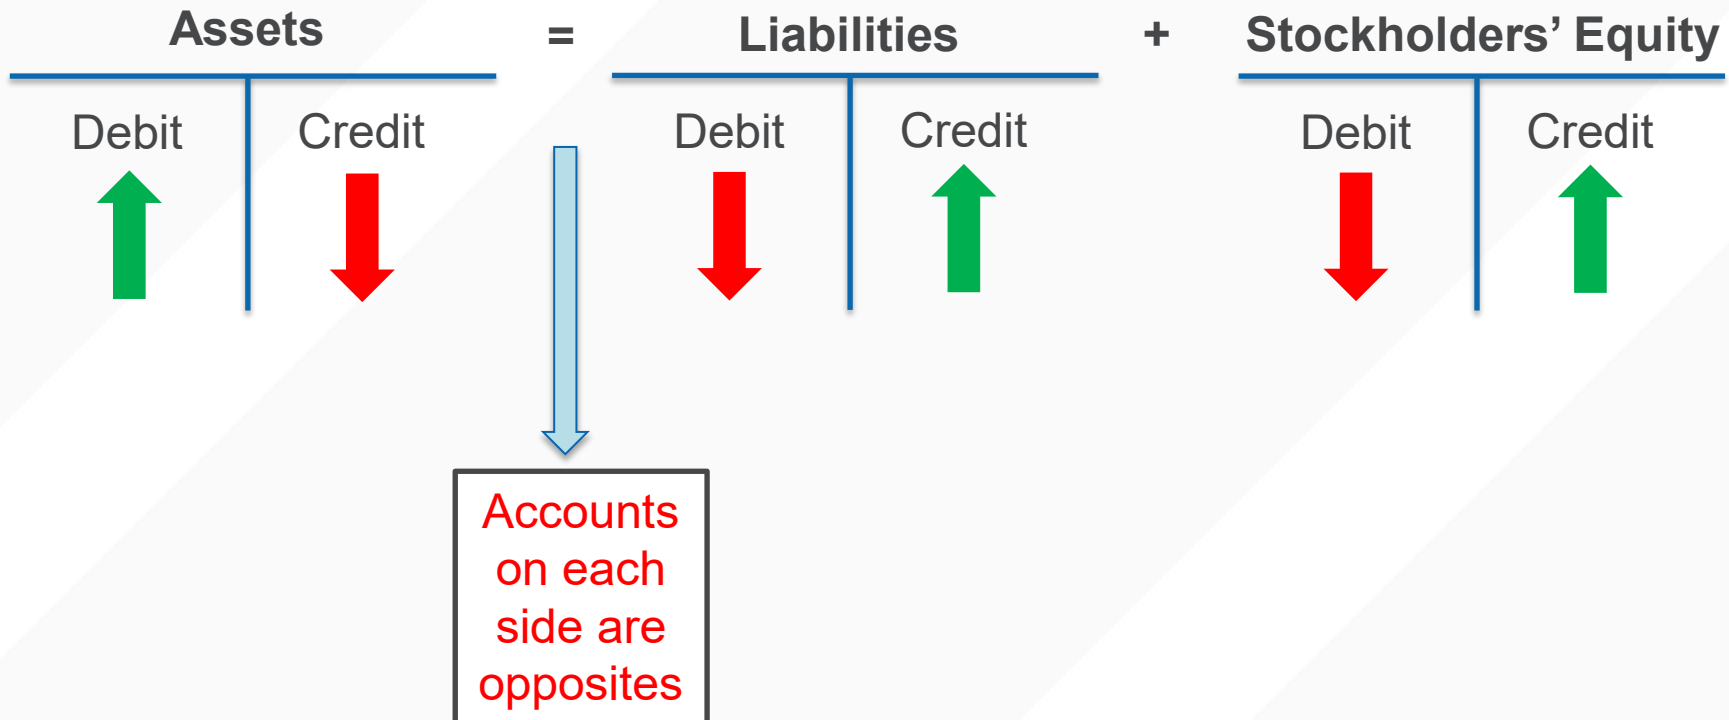 Assets = Liabilities + Stockholders’ Equity
Debit Credit Debit Credit Debit Credit
Accounts
on each
side are
opposites